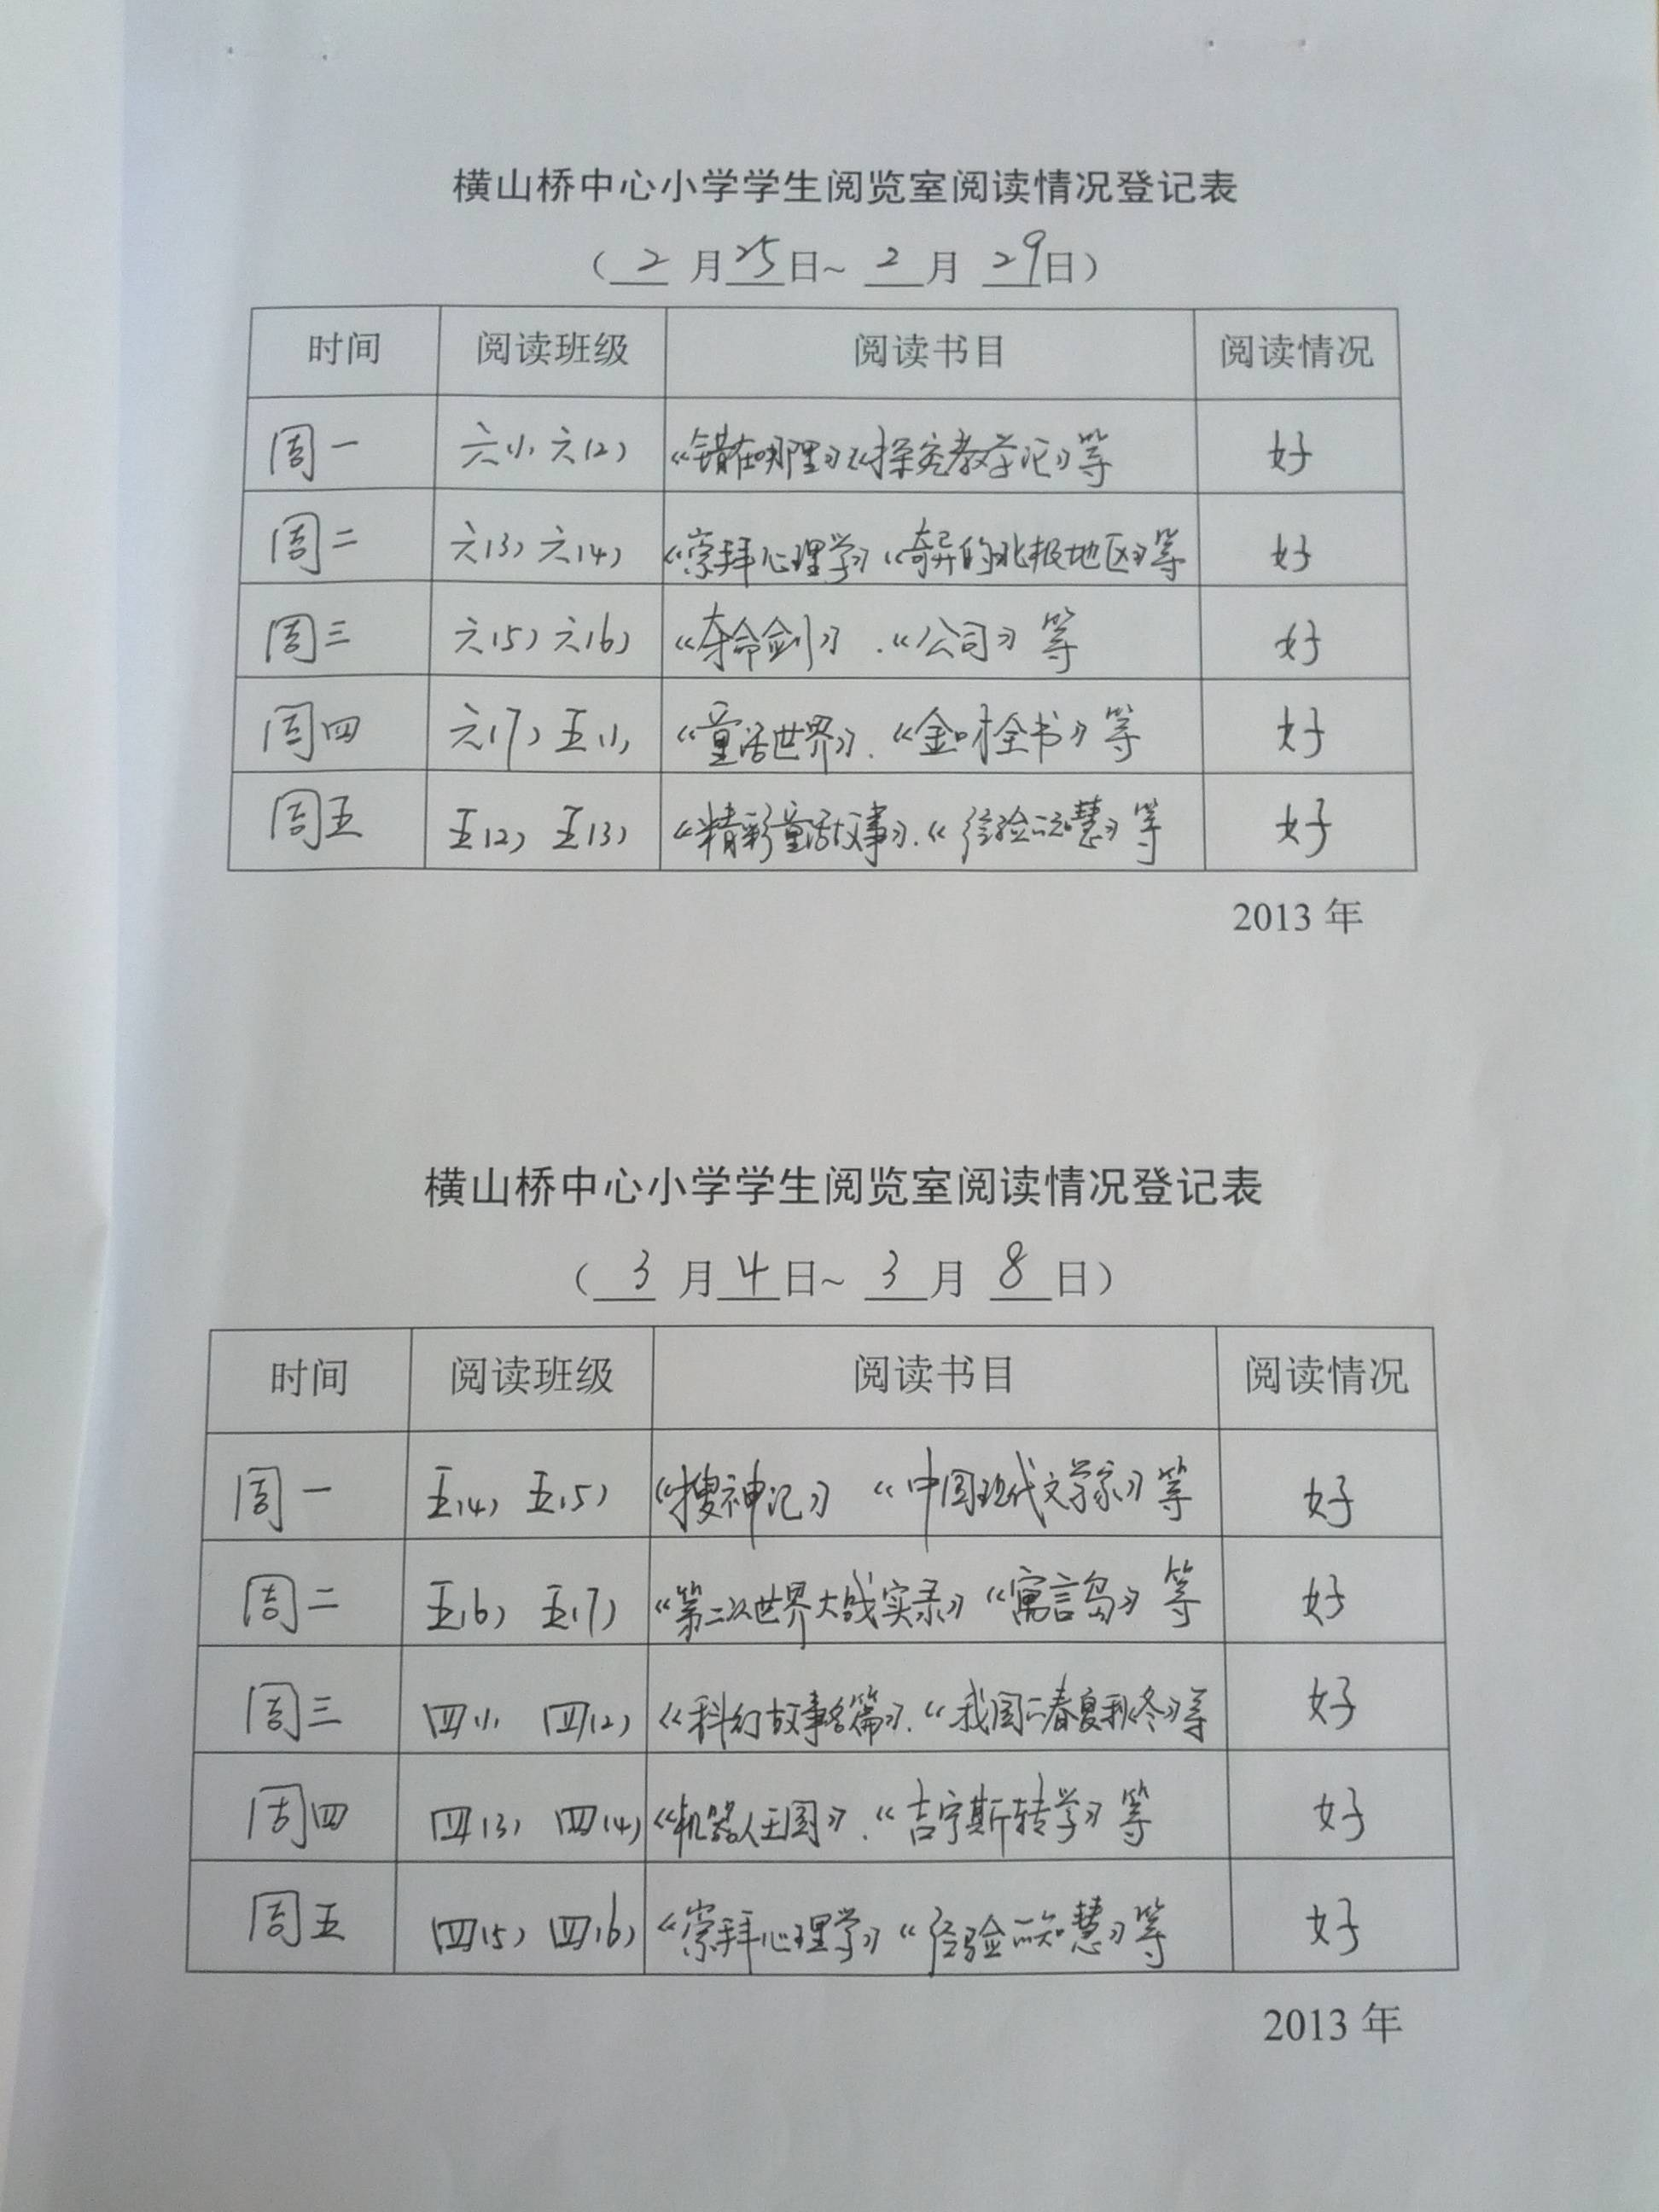 横山桥中心小学学生阅览室阅读情况登记表
（2月25日~2月29日）
时间 阅读班级 阅读书目 阅读情况
周一 六(1) 六(2) 《错在哪里》《探究教学记》等 好
周二 六(3) 六(4) 《崇拜心理学》《奇异的北极地区》等 好
周三 六(5) 六(6) 《夺命剑》.《公司》等 好
周四 六(7) 五(1) 《童话世界》.《金全书》等 好
周五 五(2) 五(3) 《精彩童话故事》.《经验知慧》等 好
2013年
横山桥中心小学学生阅览室阅读情况登记表
（3月4日~3月8日）
时间 阅读班级 阅读书目 阅读情况
周一 五(4) 五(5) 《搜神记》《中国现代文学家》等 好
周二 五(6) 五(7) 《第二次世界大战实录》《寓言岛》等 好
周三 四(1) 四(2) 《科幻故事名篇》.《我国春夏秋冬》等 好
周四 四(3) 四(4) 《机器人王国》.《吉宁斯转学》等 好
周五 四(5) 四(6) 《崇拜心理学》《经验知慧》等 好
2013年